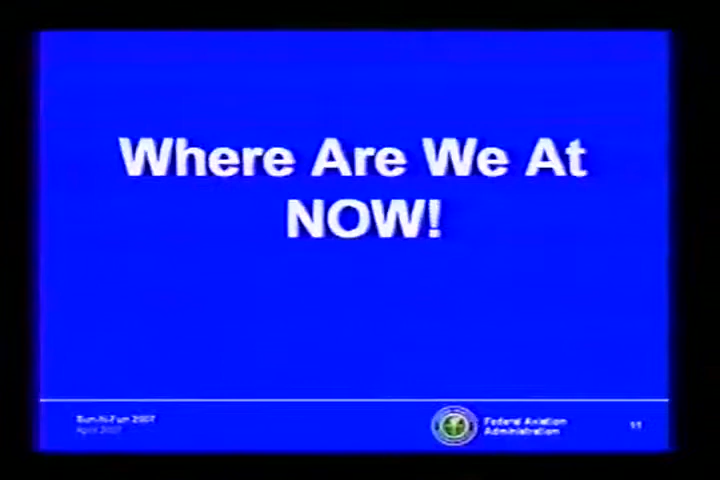 Where Are We At
NOW!
Sun-N-Fun 2007
April 2007
Federal Aviation
Administration
11